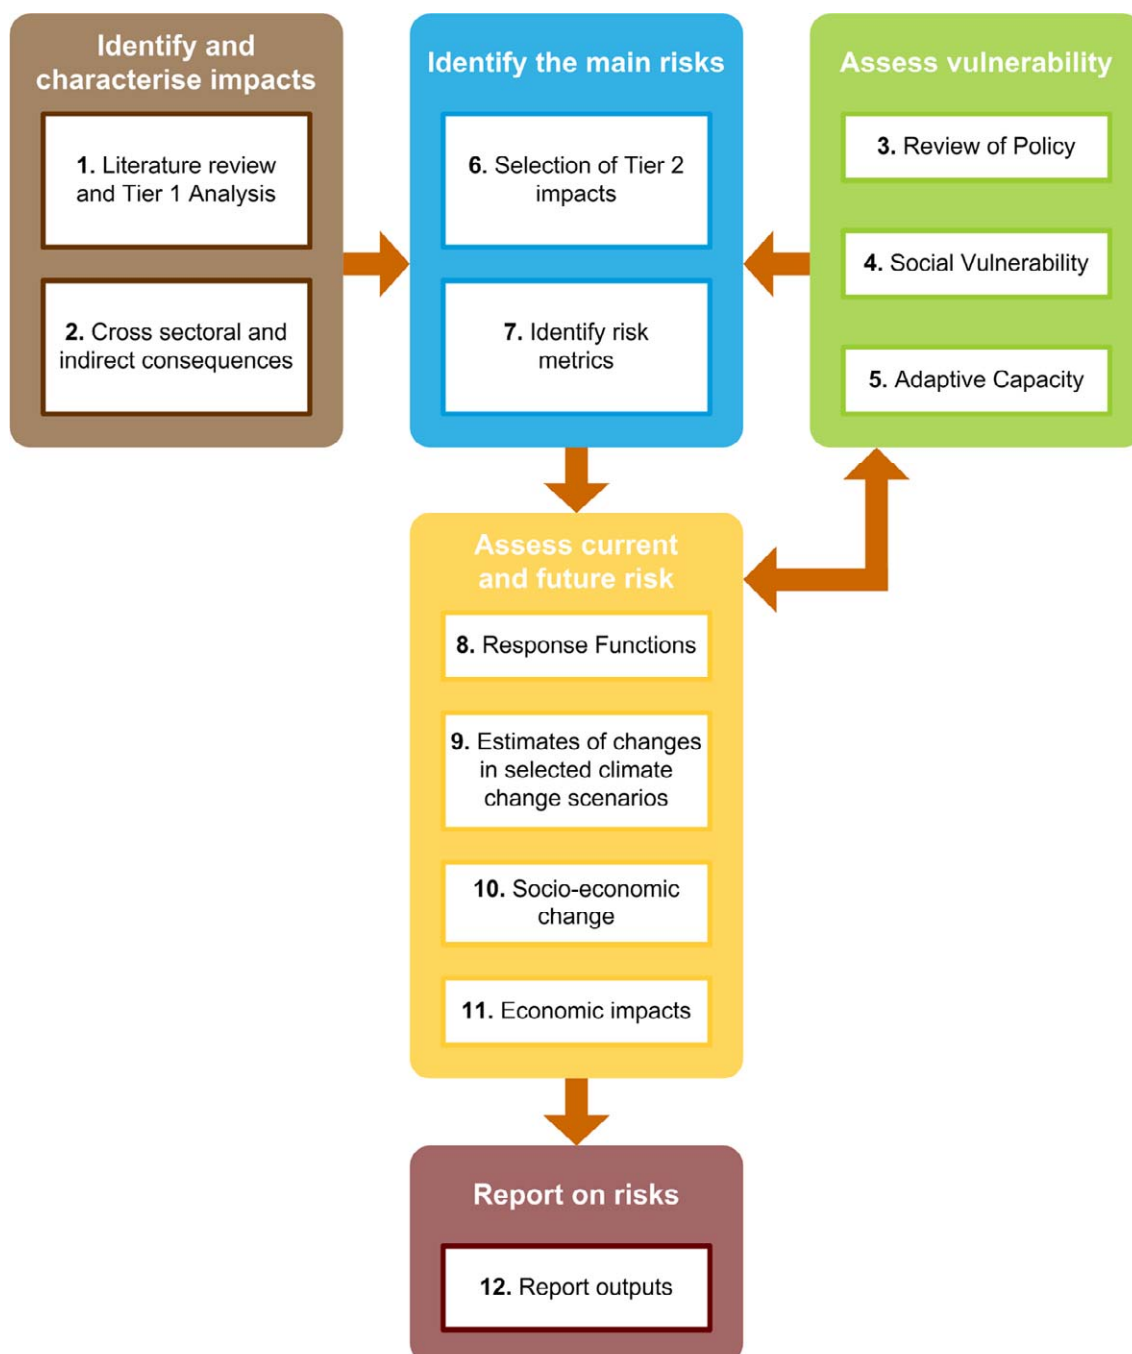 Identify and
characterise impacts
1. Literature review
and Tier 1 Analysis
2. Cross sectoral and
indirect consequences
Identify the main risks
6. Selection of Tier 2
impacts
7. Identify risk
metrics
Assess vulnerability
3. Review of Policy
4. Social Vulnerability
5. Adaptive Capacity
Assess current
and future risk
8. Response Functions
9. Estimates of changes
in selected climate
change scenarios
10. Socio-economic
change
11. Economic impacts
Report on risks
12. Report outputs